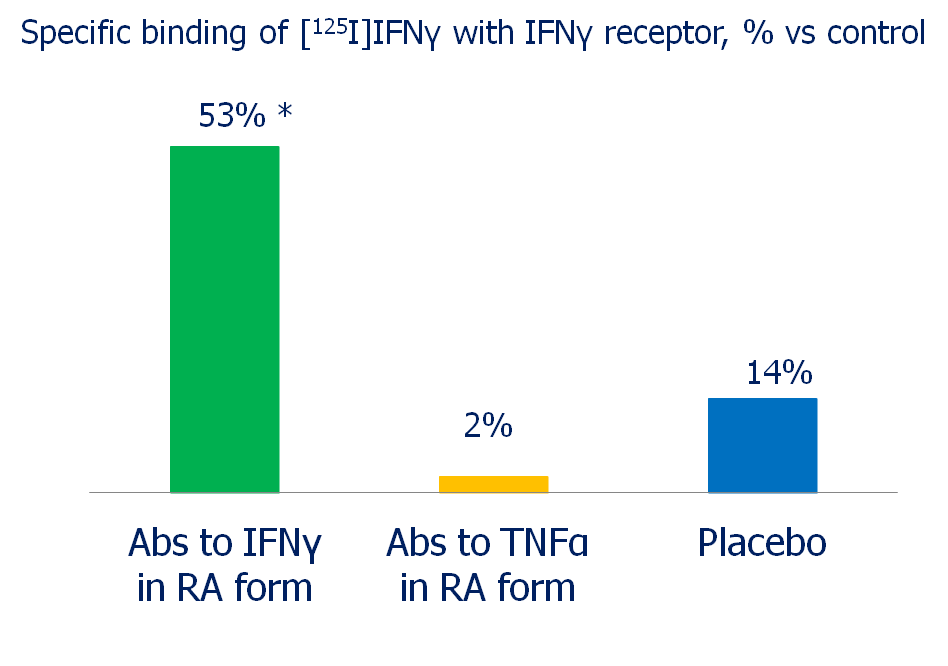 Specific binding of [¹²⁵I]IFNγ with IFNγ receptor, % vs control
53% *
2%
14%
Abs to IFNγ
in RA form
Abs to TNFα
in RA form
Placebo